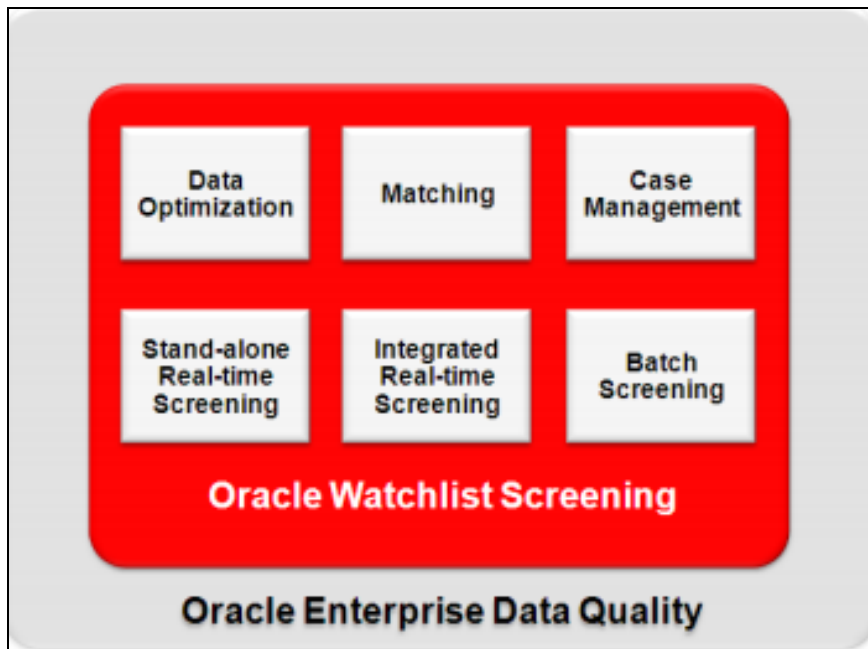 Data
Optimization
Matching
Case
Management
Stand-alone
Real-time
Screening
Integrated
Real-time
Screening
Batch
Screening
Oracle Watchlist Screening
Oracle Enterprise Data Quality